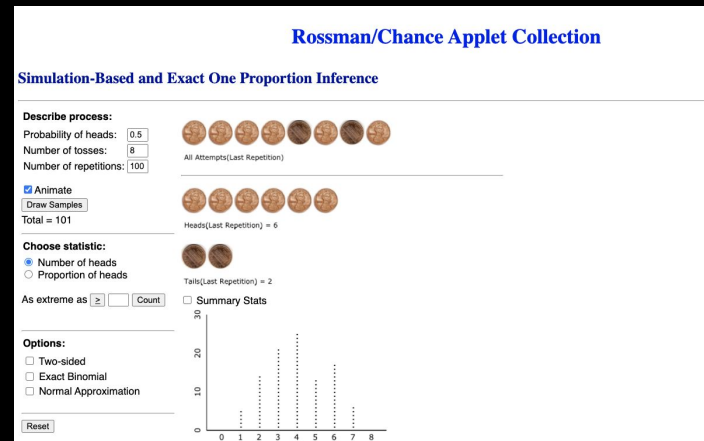 Rossman/Chance Applet Collection
Simulation-Based and Exact One Proportion Inference
Describe process:
Probability of heads: 0.5
Number of tosses: 8
Number of repetitions: 100
Animate
Draw Samples
Total = 101
Choose statistic:
Number of heads
Proportion of heads
As extreme as ≥ Count
Options:
Two-sided
Exact Binomial
Normal Approximation
Reset
All Attempts(Last Repetition)
Heads(Last Repetition) = 6
Tails(Last Repetition) = 2
Summary Stats
30
20
10
0
0 1 2 3 4 5 6 7 8